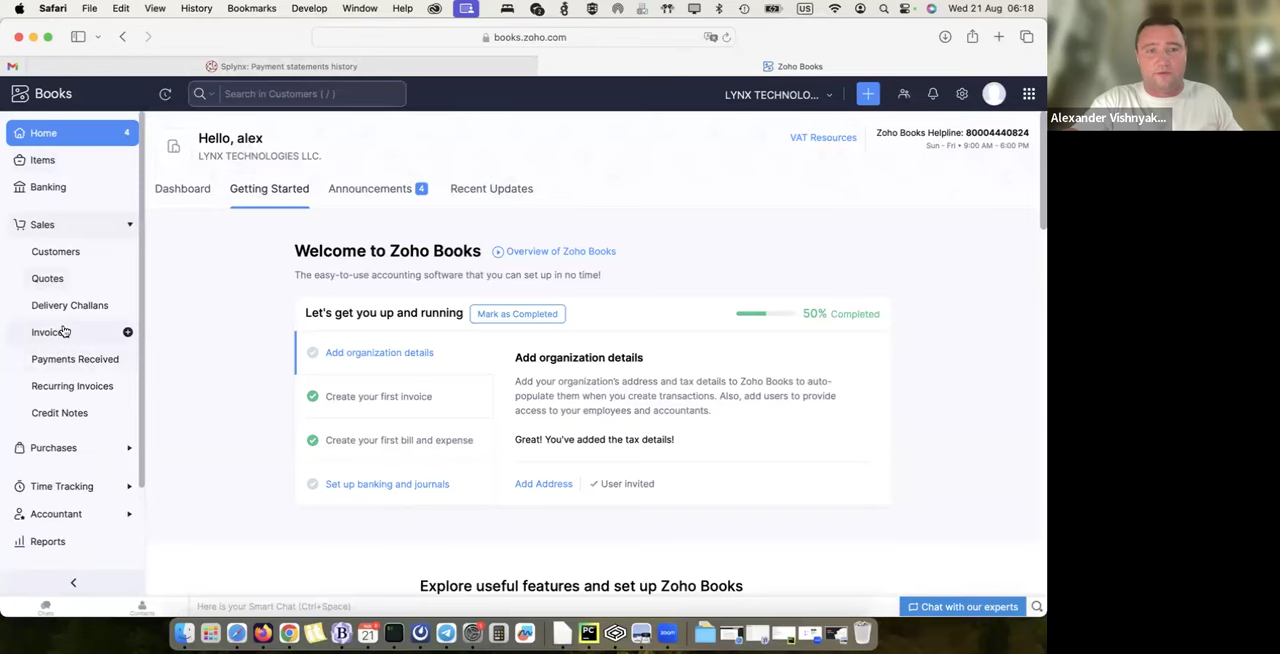 Safari File Edit View History Bookmarks Develop Window Help US Wed 21 Aug 06:18
books.zoho.com
Splynx: Payment statements history
Zoho Books
Books
Search in Customers ( / )
LYNX TECHNOLO...
Alexander Vishnyak...
Home 4
Items
Banking
Sales
Customers
Quotes
Delivery Challans
Invoices
Payments Received
Recurring Invoices
Credit Notes
Purchases
Time Tracking
Accountant
Reports
Hello, alex
LYNX TECHNOLOGIES LLC.
VAT Resources
Zoho Books Helpline: 80004440824
Sun - Fri • 9:00 AM - 6:00 PM
Dashboard Getting Started Announcements 4 Recent Updates
Welcome to Zoho Books Overview of Zoho Books
The easy-to-use accounting software that you can set up in no time!
Let's get you up and running Mark as Completed 50% Completed
Add organization details
Create your first invoice
Create your first bill and expense
Set up banking and journals
Add organization details
Add your organization's address and tax details to Zoho Books to auto-
populate them when you create transactions. Also, add users to provide
access to your employees and accountants.
Great! You've added the tax details!
Add Address User invited
Explore useful features and set up Zoho Books
Chats Contacts Here is your Smart Chat (Ctrl+Space) Chat with our experts
21
PC
zoom